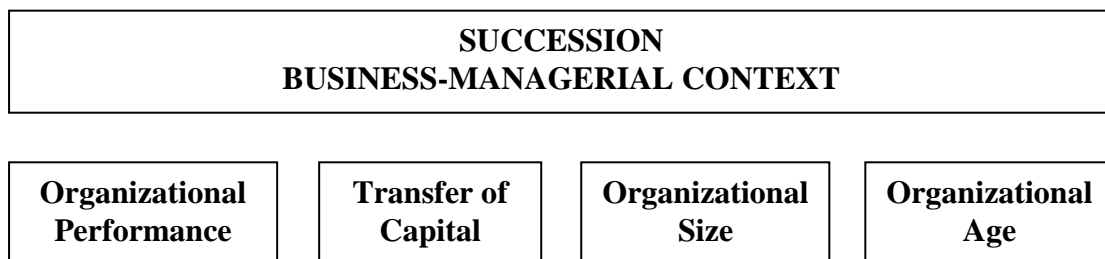 SUCCESSION
BUSINESS-MANAGERIAL CONTEXT
Organizational
Performance
Transfer of
Capital
Organizational
Size
Organizational
Age